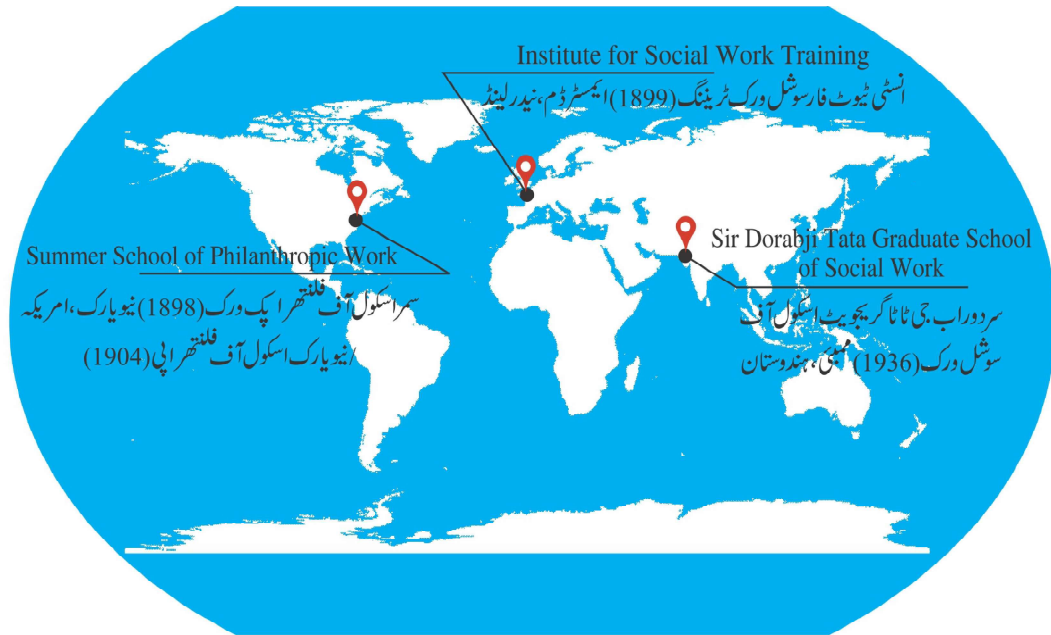 Institute for Social Work Training
انسٹی ٹیوٹ فار سوشل ورک ٹریننگ (1899) ایمسٹرڈم، نیدرلینڈ
Summer School of Philanthropic Work
سمر اسکول آف فلنتھراپک ورک (1898) نیویارک، امریکہ
/نیویارک اسکول آف فلنتھراپی (1904)
Sir Dorabji Tata Graduate School
of Social Work
سر دوراب جی ٹاٹا گریجویٹ اسکول آف
سوشل ورک (1936) ممبئی، ہندوستان